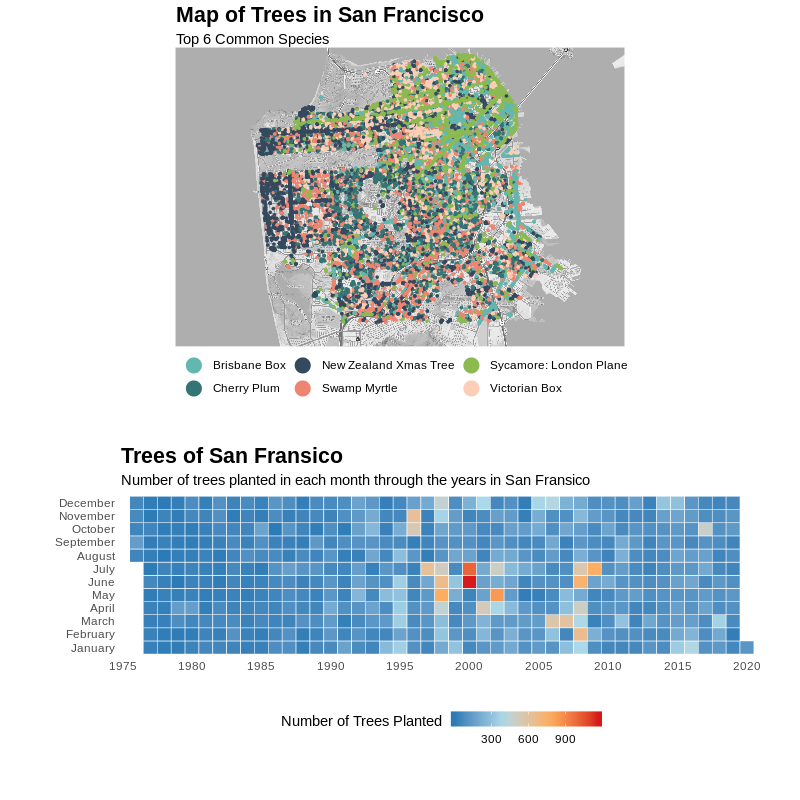 Map of Trees in San Francisco
Top 6 Common Species
Brisbane Box
New Zealand Xmas Tree
Sycamore: London Plane
Cherry Plum
Swamp Myrtle
Victorian Box
Trees of San Fransico
Number of trees planted in each month through the years in San Fransico
December
November
October
September
August
July
June
May
April
March
February
January
1975 1980 1985 1990 1995 2000 2005 2010 2015 2020
Number of Trees Planted
300 600 900